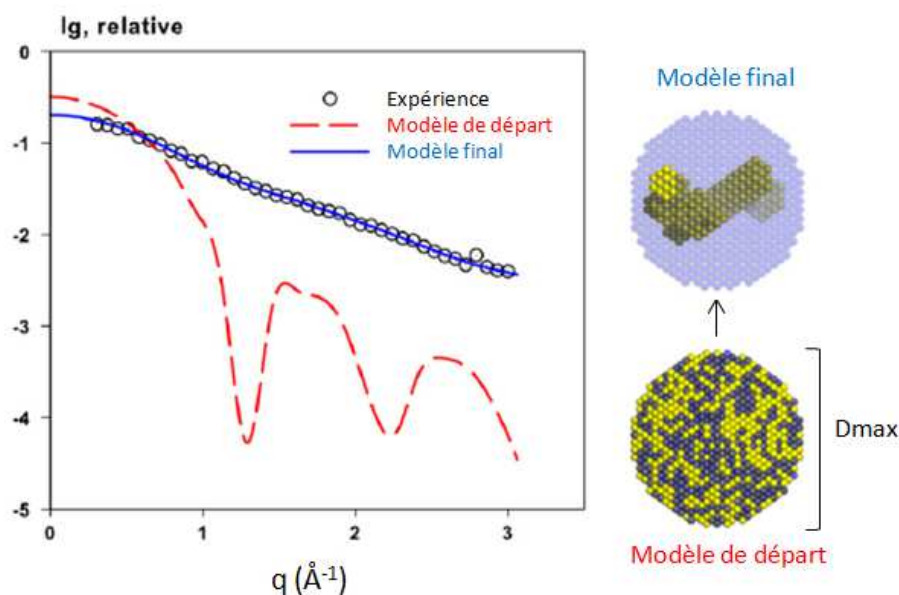 lg, relative
0
-1
-2
-3
-4
-5
0
1
2
3
q (Å⁻¹)
Expérience
Modèle de départ
Modèle final
Modèle final
Dmax
Modèle de départ